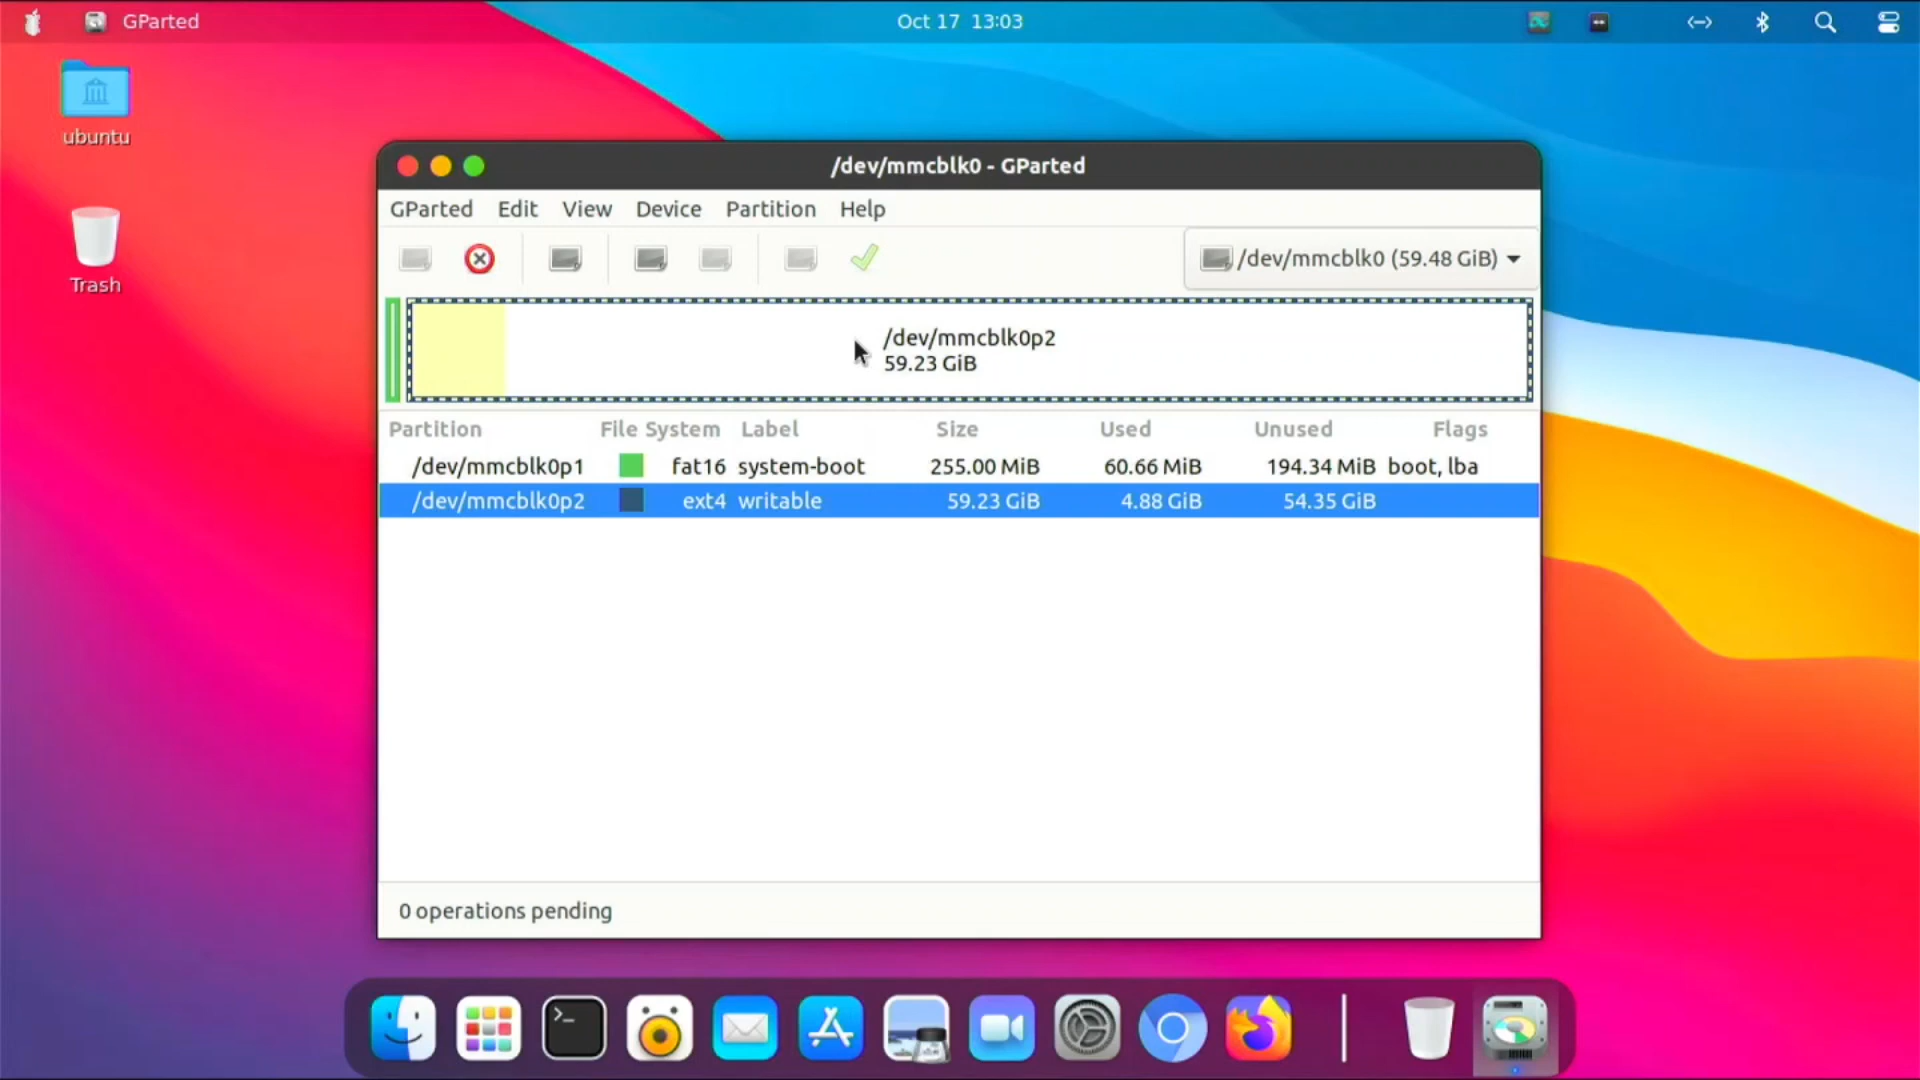 GParted
Oct 17 13:03
ubuntu
Trash
/dev/mmcblk0 - GParted
GParted Edit View Device Partition Help
/dev/mmcblk0 (59.48 GiB)
/dev/mmcblk0p2
59.23 GiB
Partition File System Label Size Used Unused Flags
/dev/mmcblk0p1 fat16 system-boot 255.00 MiB 60.66 MiB 194.34 MiB boot, lba
/dev/mmcblk0p2 ext4 writable 59.23 GiB 4.88 GiB 54.35 GiB
0 operations pending